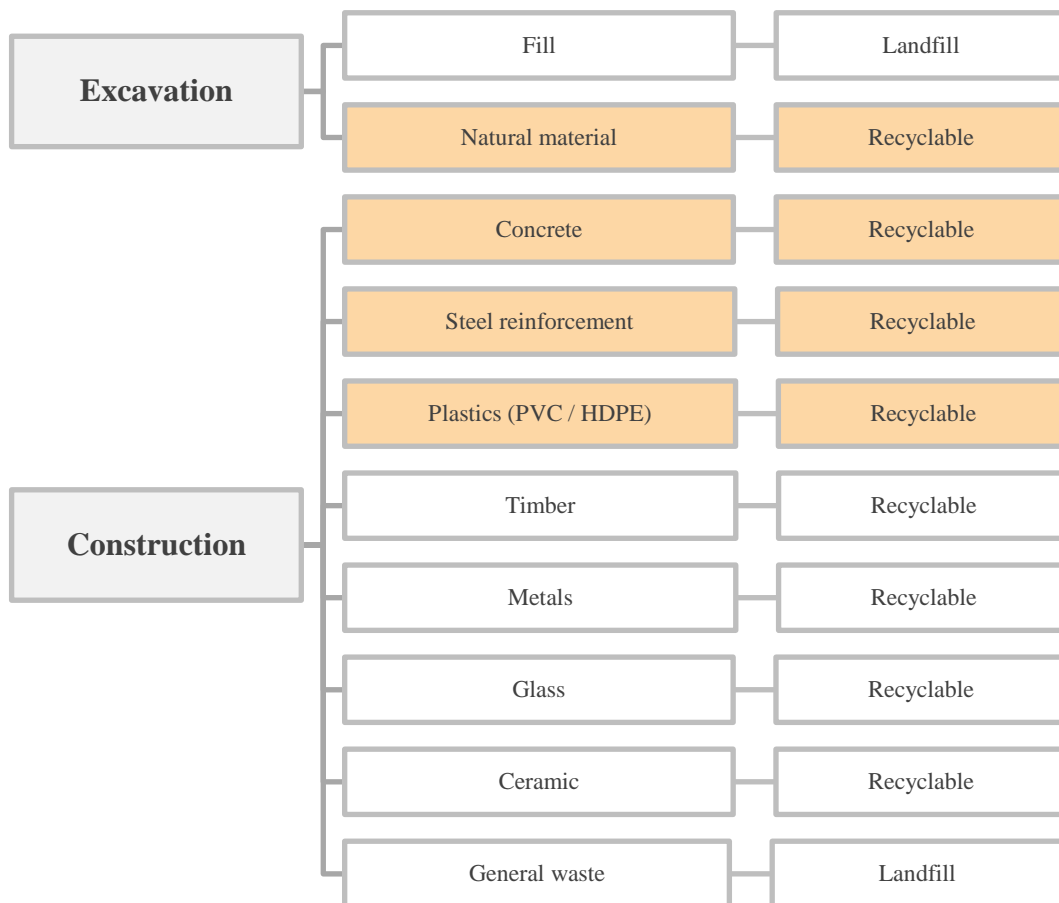 Excavation
Fill
Landfill
Natural material
Recyclable
Construction
Concrete
Recyclable
Steel reinforcement
Recyclable
Plastics (PVC / HDPE)
Recyclable
Timber
Recyclable
Metals
Recyclable
Glass
Recyclable
Ceramic
Recyclable
General waste
Landfill